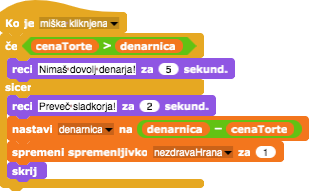 Ko je miška kliknjena
če cenaTorte > denarnica
reci Nimaš dovolj denarja! za 5 sekund.
sicer
reci Preveč sladkorja! za 2 sekund.
nastavi denarnica na denarnica - cenaTorte
spremeni spremenljivko nezdravaHrana za 1
skrij